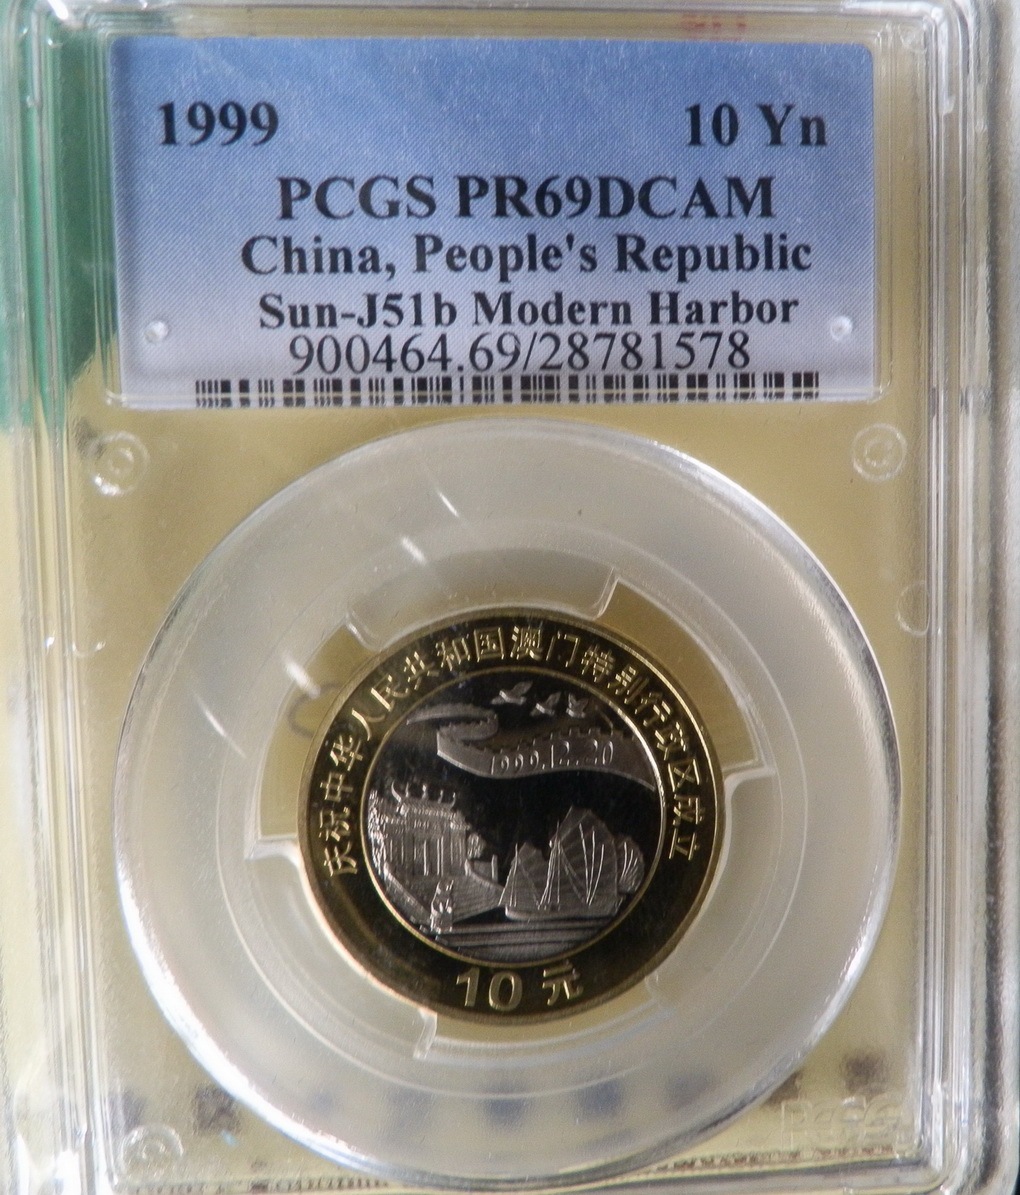 1999 10 Yn
PCGS PR69DCAM
China, People's Republic
Sun-J51b Modern Harbor
900464.69/28781578
庆祝中华人民共和国澳门特别行政区成立
1999.12.20
10元